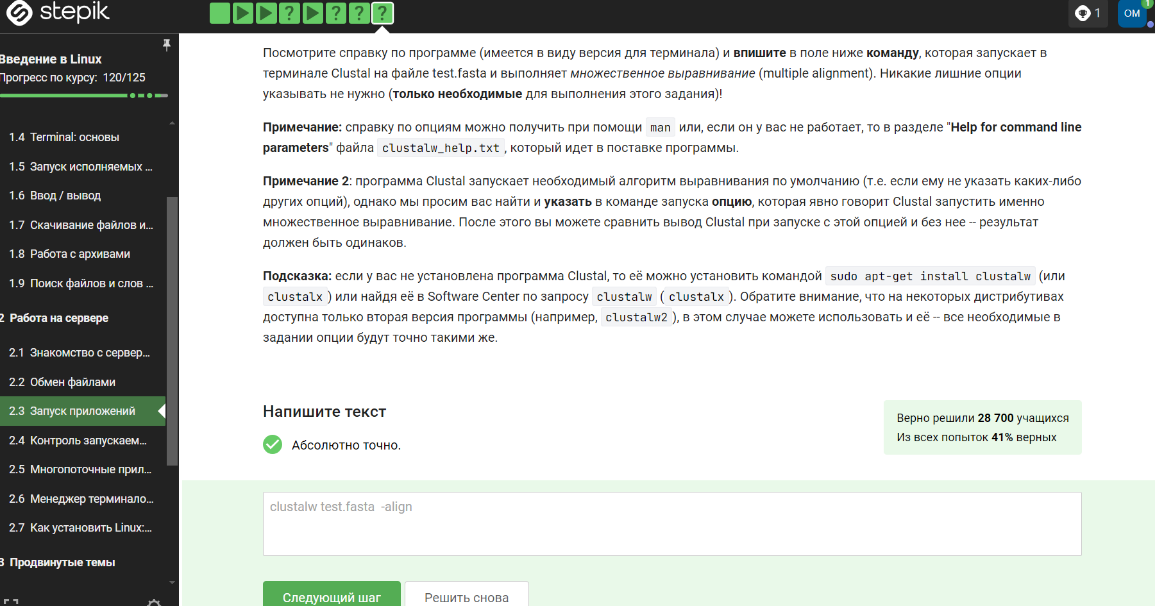 stepik
? ? ? ?
1
ОМ
1
Введение в Linux
Прогресс по курсу: 120/125
1.4 Terminal: основы
1.5 Запуск исполняемых ...
1.6 Ввод / вывод
1.7 Скачивание файлов и...
1.8 Работа с архивами
1.9 Поиск файлов и слов ...
2 Работа на сервере
2.1 Знакомство с сервер...
2.2 Обмен файлами
2.3 Запуск приложений
2.4 Контроль запускаем...
2.5 Многопоточные прил...
2.6 Менеджер терминало...
2.7 Как установить Linux:...
3 Продвинутые темы
Посмотрите справку по программе (имеется в виду версия для терминала) и впишите в поле ниже команду, которая запускает в
терминале Clustal на файле test.fasta и выполняет множественное выравнивание (multiple alignment). Никакие лишние опции
указывать не нужно (только необходимые для выполнения этого задания)!
Примечание: справку по опциям можно получить при помощи man или, если он у вас не работает, то в разделе "Help for command line
parameters" файла clustalw_help.txt, который идет в поставке программы.
Примечание 2: программа Clustal запускает необходимый алгоритм выравнивания по умолчанию (т.е. если ему не указать каких-либо
других опций), однако мы просим вас найти и указать в команде запуска опцию, которая явно говорит Clustal запустить именно
множественное выравнивание. После этого вы можете сравнить вывод Clustal при запуске с этой опцией и без нее -- результат
должен быть одинаков.
Подсказка: если у вас не установлена программа Clustal, то её можно установить командой sudo apt-get install clustalw (или
clustalx) или найдя её в Software Center по запросу clustalw (clustalx). Обратите внимание, что на некоторых дистрибутивах
доступна только вторая версия программы (например, clustalw2), в этом случае можете использовать и её -- все необходимые в
задании опции будут точно такими же.
Напишите текст
Абсолютно точно.
Верно решили 28 700 учащихся
Из всех попыток 41% верных
clustalw test.fasta -align
Следующий шаг
Решить снова